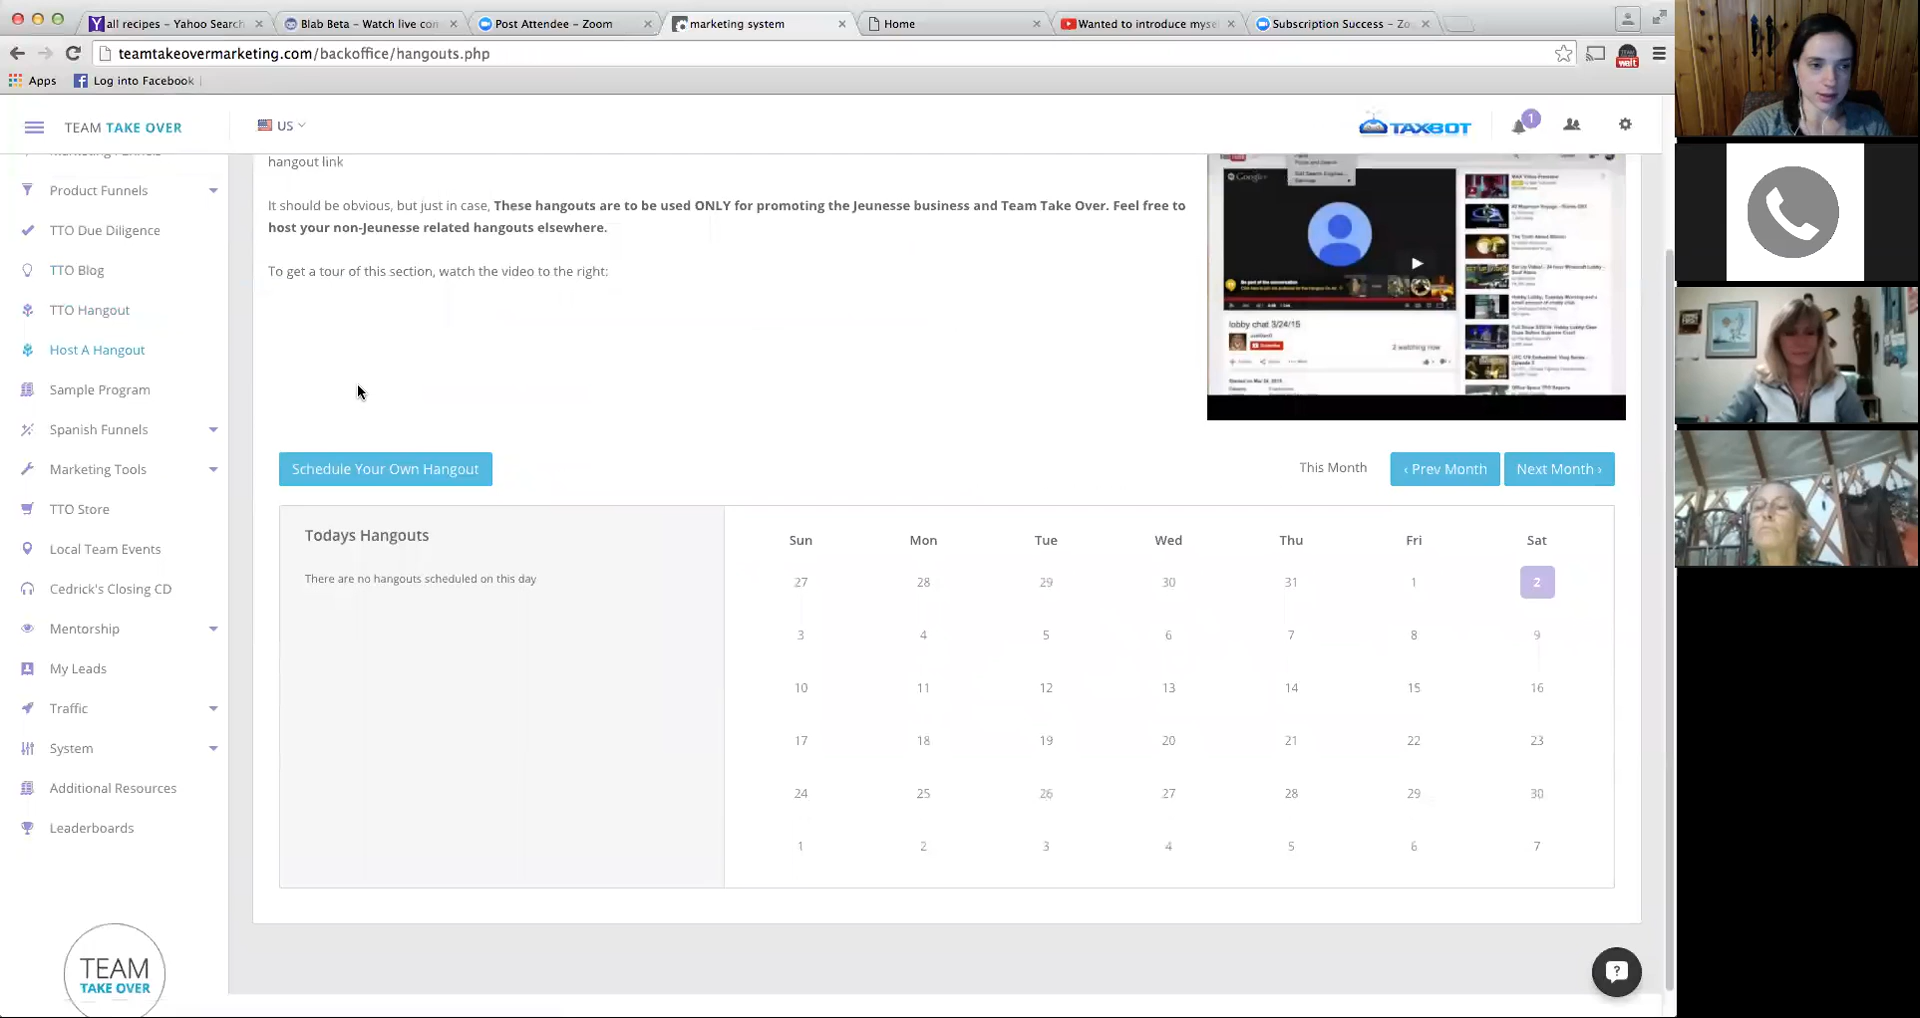 all recipes – Yahoo Search
Blab Beta – Watch live con
Post Attendee – Zoom
marketing system
Home
Wanted to introduce myse
Subscription Success – Zo
teamtakeovermarketing.com/backoffice/hangouts.php
Apps
Log into Facebook
TEAM TAKE OVER
US
TAXBOT
1
Marketing Funnels
Product Funnels
TTO Due Diligence
TTO Blog
TTO Hangout
Host A Hangout
Sample Program
Spanish Funnels
Marketing Tools
TTO Store
Local Team Events
Cedrick's Closing CD
Mentorship
My Leads
Traffic
System
Additional Resources
Leaderboards
TEAM
TAKE OVER
hangout link
It should be obvious, but just in case, These hangouts are to be used ONLY for promoting the Jeunesse business and Team Take Over. Feel free to
host your non-Jeunesse related hangouts elsewhere.
To get a tour of this section, watch the video to the right:
Google+
lobby chat 3/24/15
2 watching now
Schedule Your Own Hangout
This Month
‹ Prev Month
Next Month ›
Todays Hangouts
There are no hangouts scheduled on this day
Sun Mon Tue Wed Thu Fri Sat
27 28 29 30 31 1 2
3 4 5 6 7 8 9
10 11 12 13 14 15 16
17 18 19 20 21 22 23
24 25 26 27 28 29 30
1 2 3 4 5 6 7
?